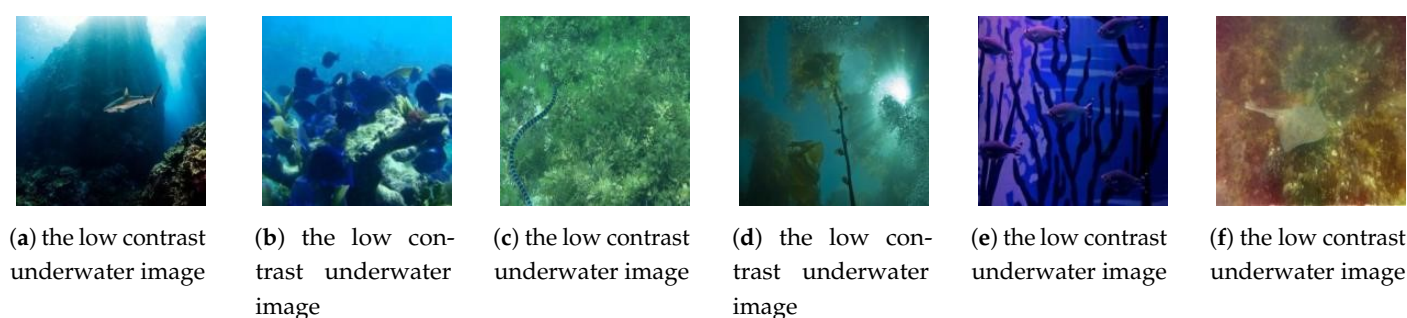 (a) the low contrast
underwater image
(b) the low con-
trast underwater
image
(c) the low contrast
underwater image
(d) the low con-
trast underwater
image
(e) the low contrast
underwater image
(f) the low contrast
underwater image